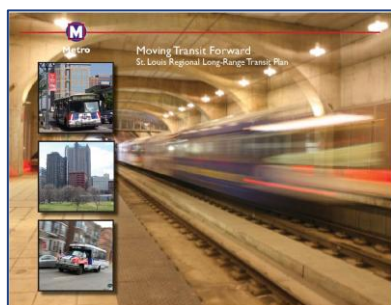 M
Metro
Moving Transit Forward
St. Louis Regional Long-Range Transit Plan